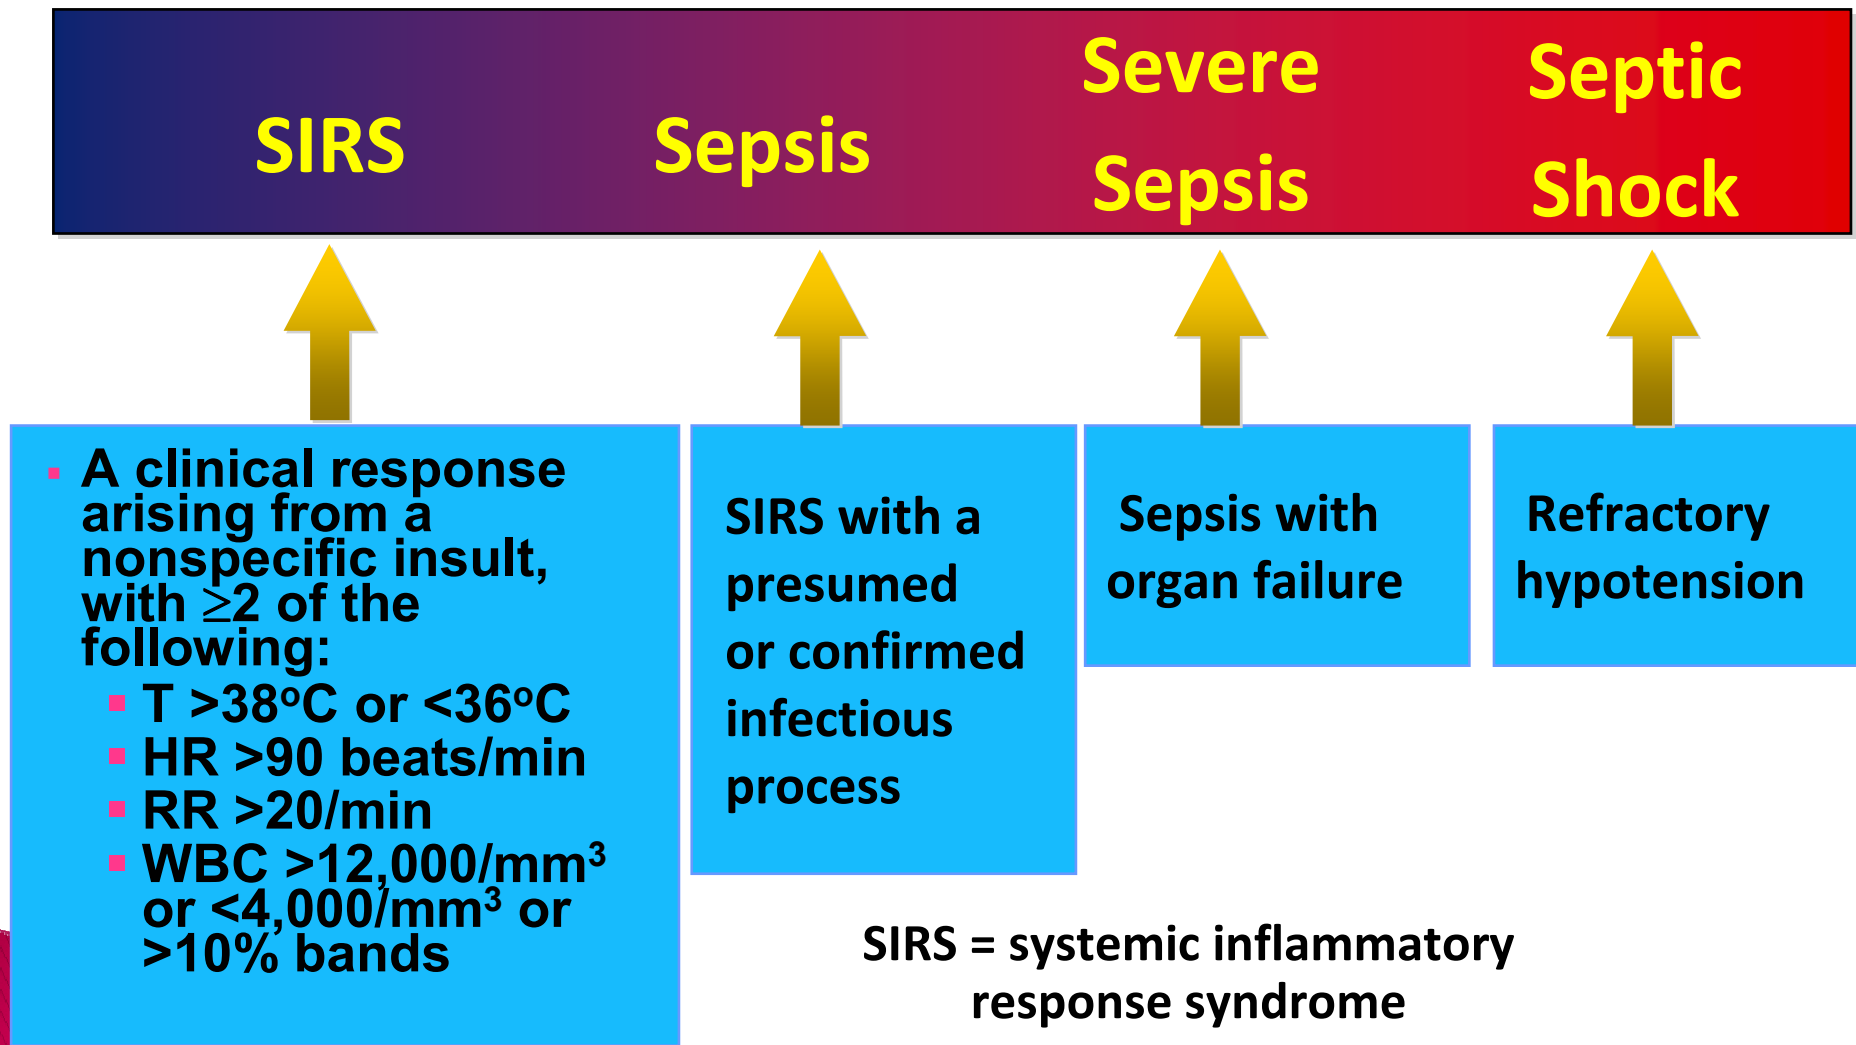 SIRS
Sepsis
Severe
Sepsis
Septic
Shock
▪ A clinical response
arising from a
nonspecific insult,
with ≥2 of the
following:
▪ T >38ºC or <36ºC
▪ HR >90 beats/min
▪ RR >20/min
▪ WBC >12,000/mm³
or <4,000/mm³ or
>10% bands
SIRS with a
presumed
or confirmed
infectious
process
Sepsis with
organ failure
Refractory
hypotension
SIRS = systemic inflammatory
response syndrome